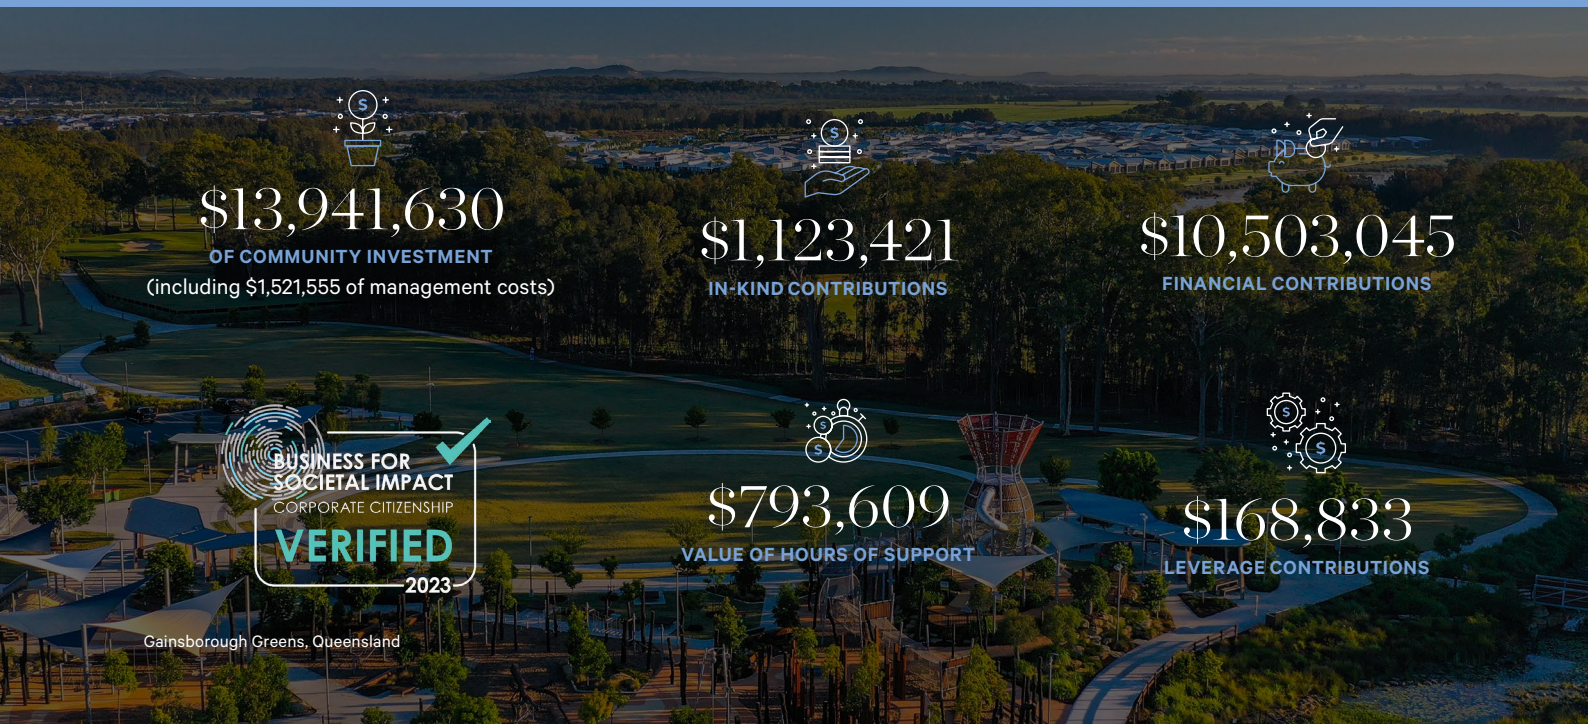 $13,941,630
OF COMMUNITY INVESTMENT
(including $1,521,555 of management costs)
$1,123,421
IN-KIND CONTRIBUTIONS
$10,503,045
FINANCIAL CONTRIBUTIONS
BUSINESS FOR
SOCIETAL IMPACT
CORPORATE CITIZENSHIP
VERIFIED
2023
$793,609
VALUE OF HOURS OF SUPPORT
$168,833
LEVERAGE CONTRIBUTIONS
Gainsborough Greens, Queensland